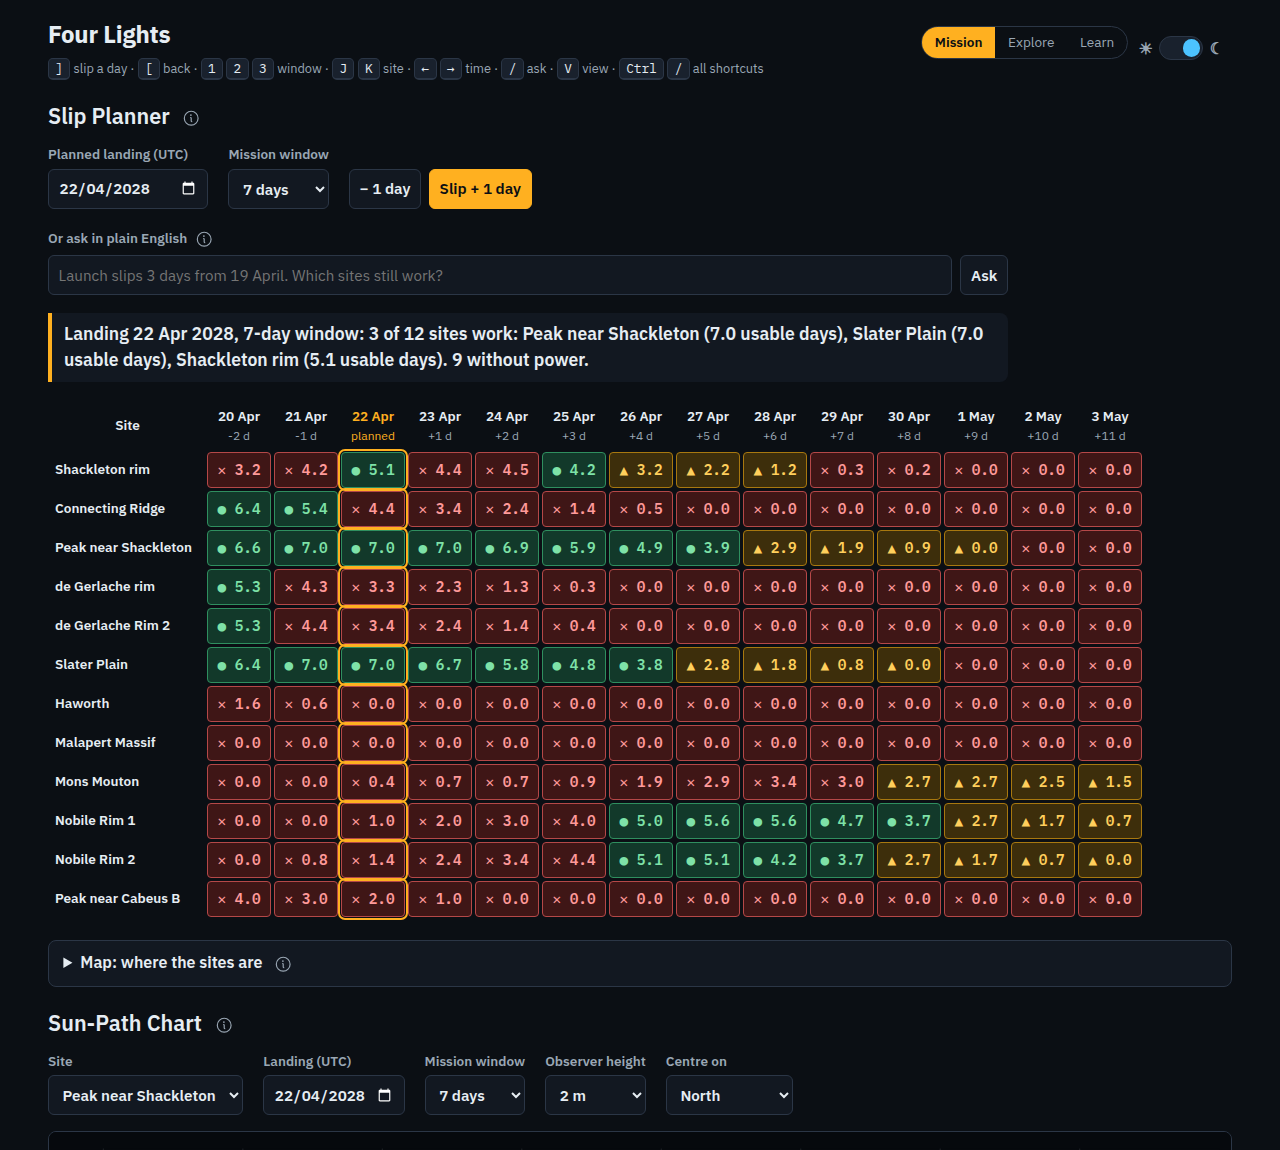 Four Lights
Mission Explore Learn
] slip a day · [ back · 1 2 3 window · J K site · ← → time · / ask · V view · Ctrl / all shortcuts
Slip Planner
Planned landing (UTC) Mission window
22/04/2028 7 days − 1 day Slip + 1 day
Or ask in plain English
Launch slips 3 days from 19 April. Which sites still work? Ask
Landing 22 Apr 2028, 7-day window: 3 of 12 sites work: Peak near Shackleton (7.0 usable days), Slater Plain (7.0
usable days), Shackleton rim (5.1 usable days). 9 without power.
Site 20 Apr 21 Apr 22 Apr 23 Apr 24 Apr 25 Apr 26 Apr 27 Apr 28 Apr 29 Apr 30 Apr 1 May 2 May 3 May
-2 d -1 d planned +1 d +2 d +3 d +4 d +5 d +6 d +7 d +8 d +9 d +10 d +11 d
Shackleton rim × 3.2 × 4.2 ● 5.1 × 4.4 × 4.5 ● 4.2 ▲ 3.2 ▲ 2.2 ▲ 1.2 × 0.3 × 0.2 × 0.0 × 0.0 × 0.0
Connecting Ridge ● 6.4 ● 5.4 × 4.4 × 3.4 × 2.4 × 1.4 × 0.5 × 0.0 × 0.0 × 0.0 × 0.0 × 0.0 × 0.0 × 0.0
Peak near Shackleton ● 6.6 ● 7.0 ● 7.0 ● 7.0 ● 6.9 ● 5.9 ● 4.9 ● 3.9 ▲ 2.9 ▲ 1.9 ▲ 0.9 ▲ 0.0 × 0.0 × 0.0
de Gerlache rim ● 5.3 × 4.3 × 3.3 × 2.3 × 1.3 × 0.3 × 0.0 × 0.0 × 0.0 × 0.0 × 0.0 × 0.0 × 0.0 × 0.0
de Gerlache Rim 2 ● 5.3 × 4.4 × 3.4 × 2.4 × 1.4 × 0.4 × 0.0 × 0.0 × 0.0 × 0.0 × 0.0 × 0.0 × 0.0 × 0.0
Slater Plain ● 6.4 ● 7.0 ● 7.0 ● 6.7 ● 5.8 ● 4.8 ● 3.8 ▲ 2.8 ▲ 1.8 ▲ 0.8 ▲ 0.0 × 0.0 × 0.0 × 0.0
Haworth × 1.6 × 0.6 × 0.0 × 0.0 × 0.0 × 0.0 × 0.0 × 0.0 × 0.0 × 0.0 × 0.0 × 0.0 × 0.0 × 0.0
Malapert Massif × 0.0 × 0.0 × 0.0 × 0.0 × 0.0 × 0.0 × 0.0 × 0.0 × 0.0 × 0.0 × 0.0 × 0.0 × 0.0 × 0.0
Mons Mouton × 0.0 × 0.0 × 0.4 × 0.7 × 0.7 × 0.9 × 1.9 × 2.9 × 3.4 × 3.0 ▲ 2.7 ▲ 2.7 ▲ 2.5 ▲ 1.5
Nobile Rim 1 × 0.0 × 0.0 × 1.0 × 2.0 × 3.0 × 4.0 ● 5.0 ● 5.6 ● 5.6 ● 4.7 ● 3.7 ▲ 2.7 ▲ 1.7 ▲ 0.7
Nobile Rim 2 × 0.0 × 0.8 × 1.4 × 2.4 × 3.4 × 4.4 ● 5.1 ● 5.1 ● 4.2 ● 3.7 ▲ 2.7 ▲ 1.7 ▲ 0.7 ▲ 0.0
Peak near Cabeus B × 4.0 × 3.0 × 2.0 × 1.0 × 0.0 × 0.0 × 0.0 × 0.0 × 0.0 × 0.0 × 0.0 × 0.0 × 0.0 × 0.0
Map: where the sites are
Sun-Path Chart
Site Landing (UTC) Mission window Observer height Centre on
Peak near Shackleton 22/04/2028 7 days 2 m North